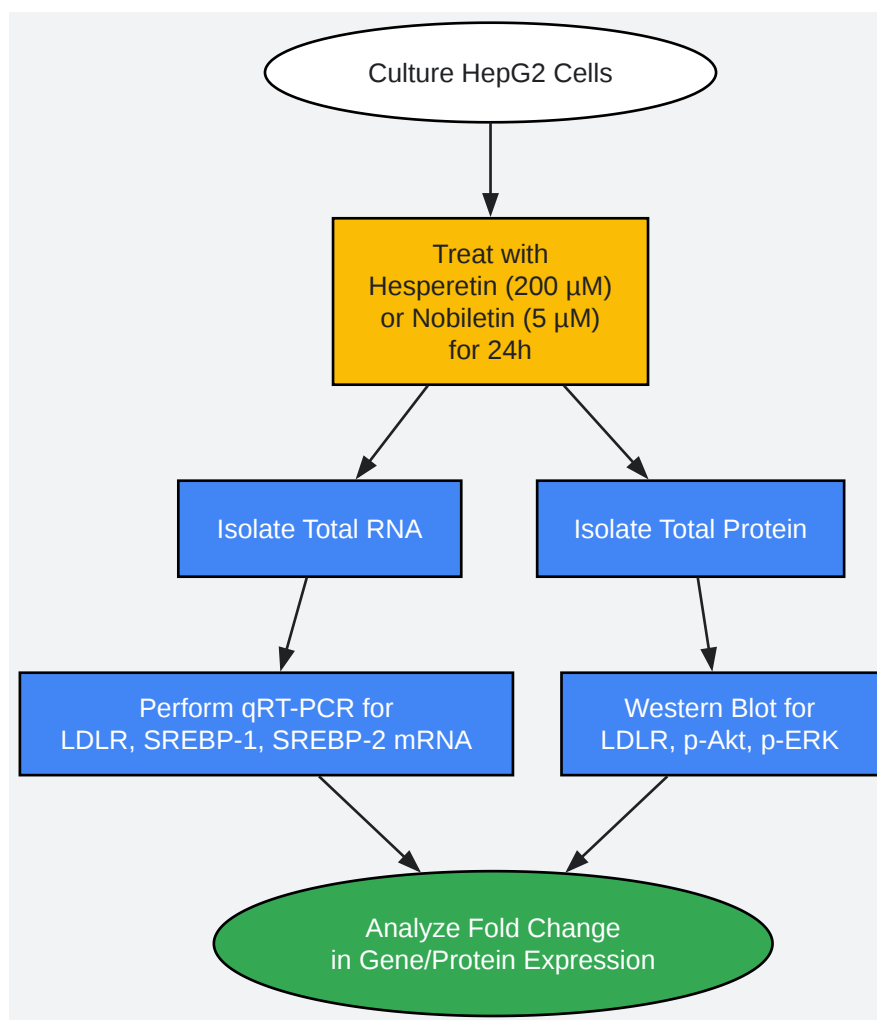 Culture HepG2 Cells
Treat with
Hesperetin (200 µM)
or Nobiletin (5 µM)
for 24h
Isolate Total RNA
Isolate Total Protein
Perform qRT-PCR for
LDLR, SREBP-1, SREBP-2 mRNA
Western Blot for
LDLR, p-Akt, p-ERK
Analyze Fold Change
in Gene/Protein Expression